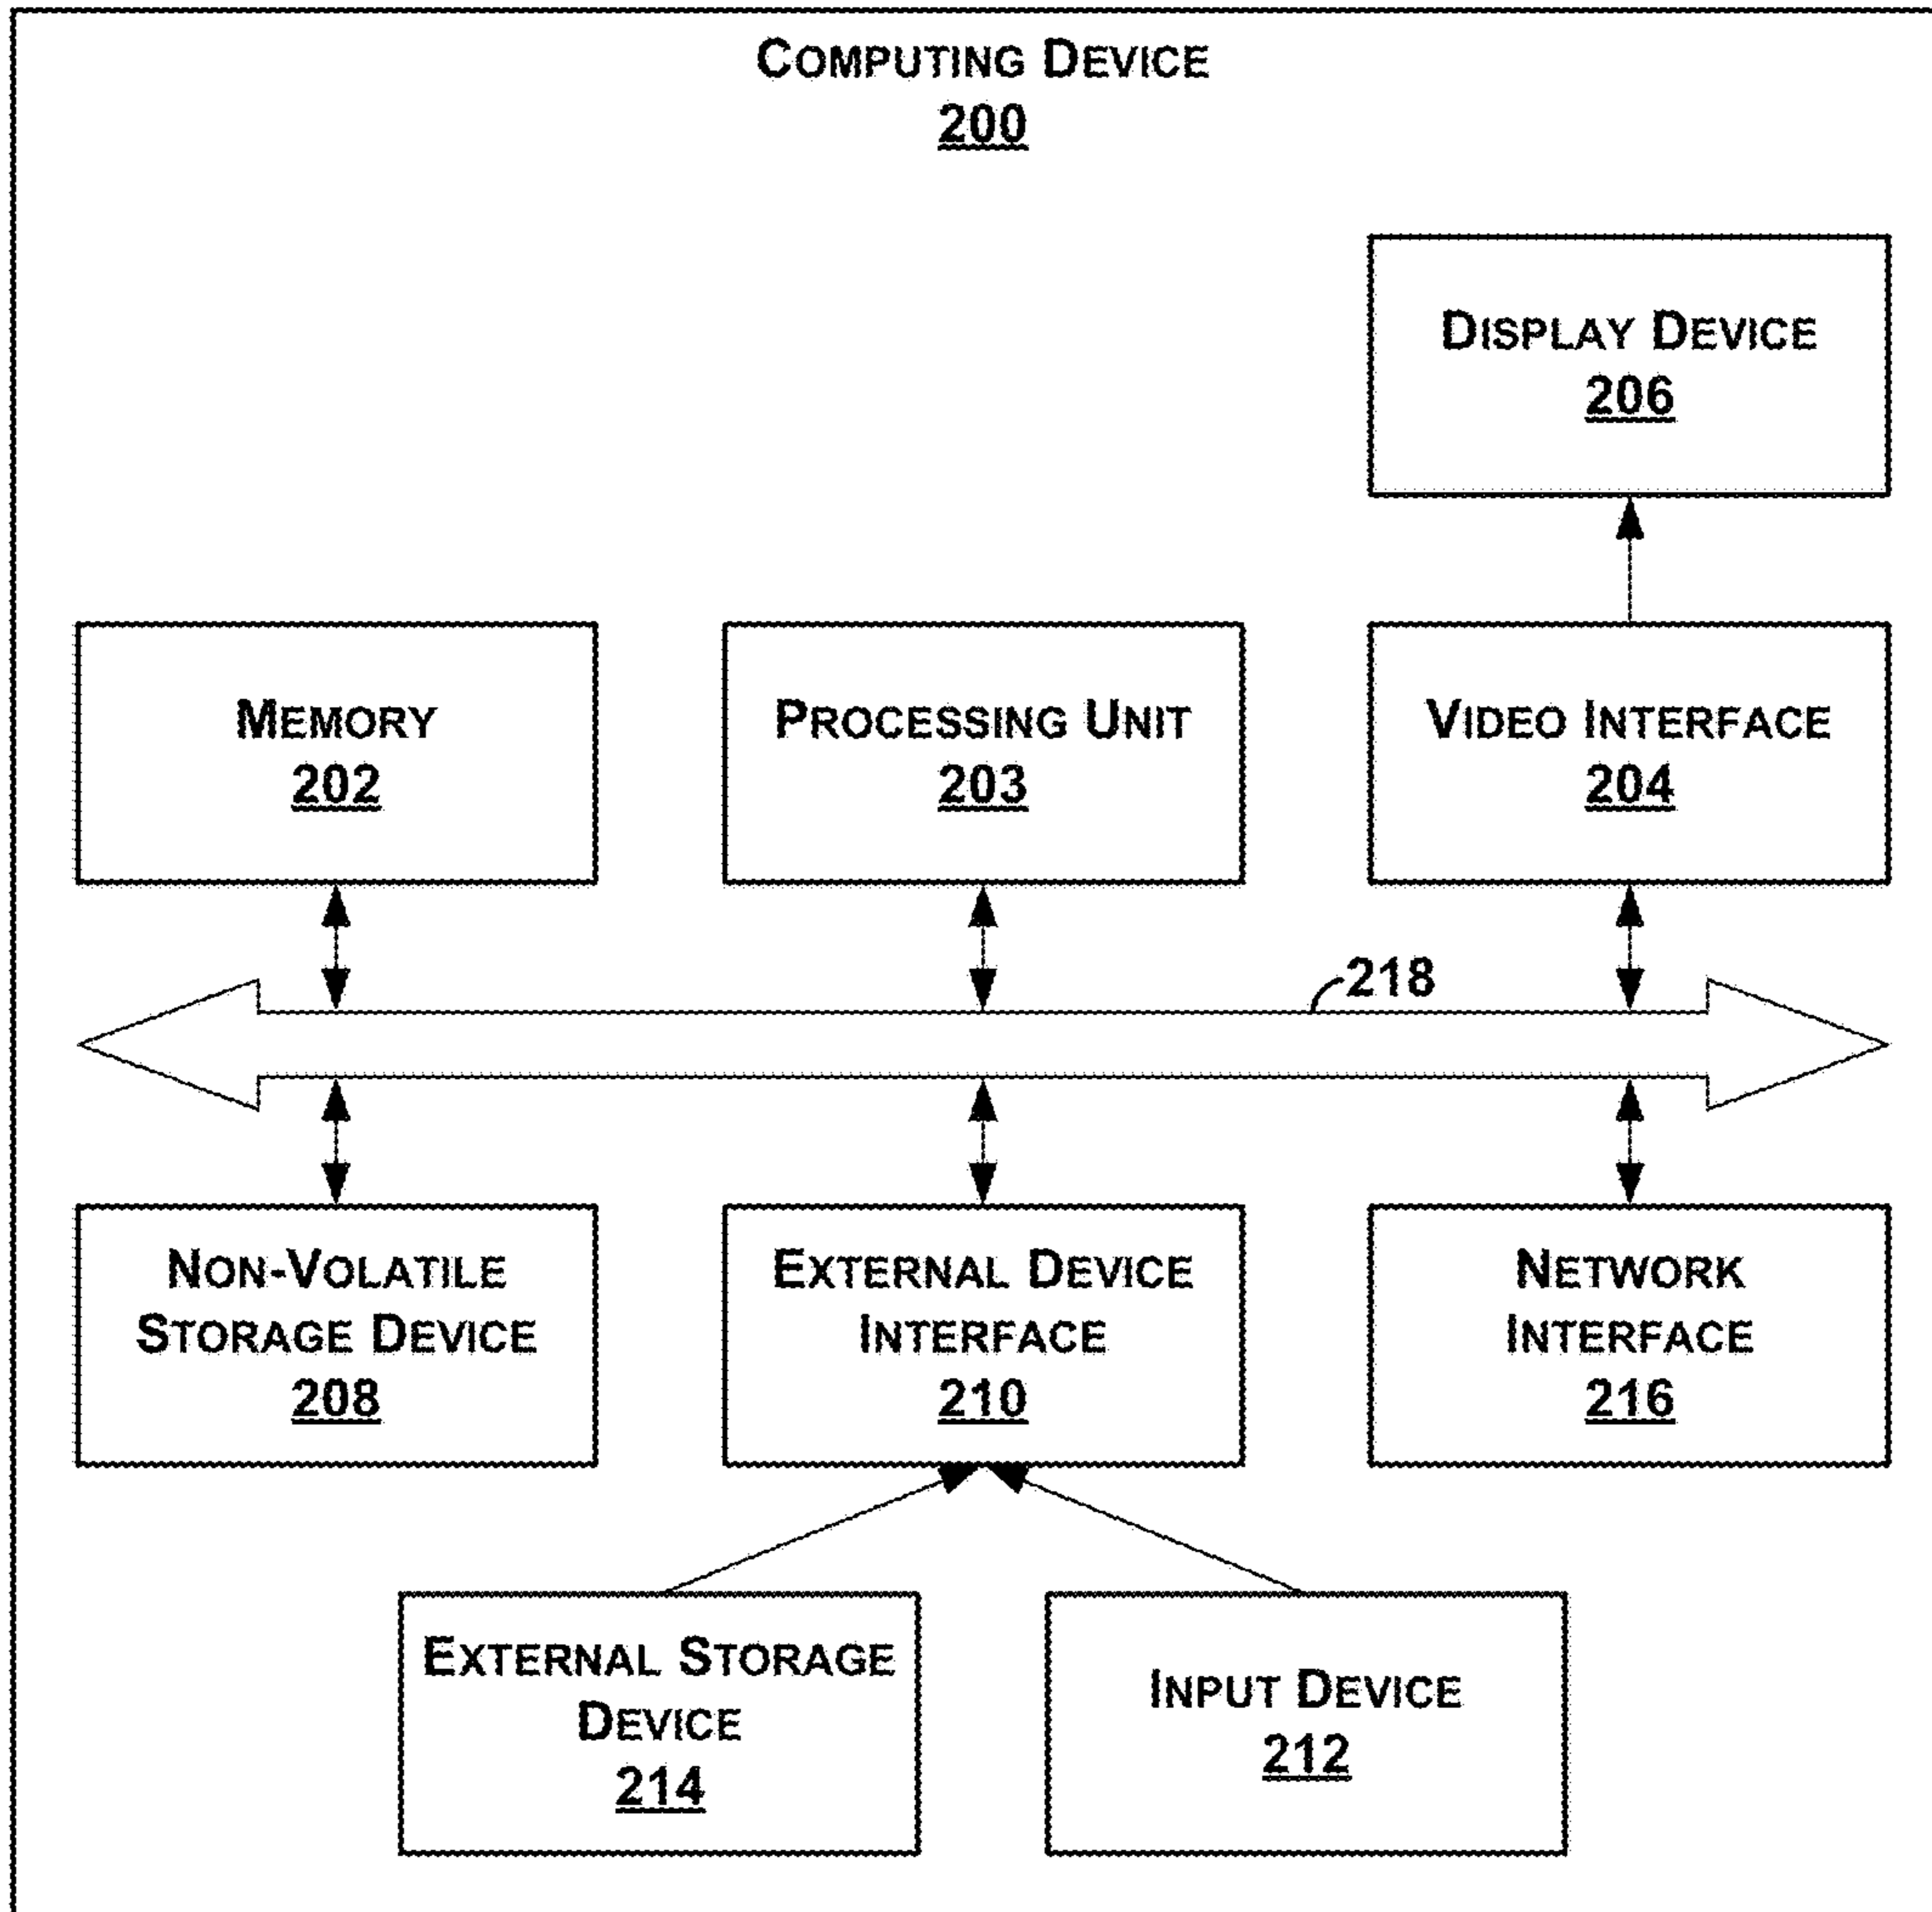 COMPUTING DEVICE
200
DISPLAY DEVICE
206
MEMORY
202
PROCESSING UNIT
203
VIDEO INTERFACE
204
218
NON-VOLATILE
STORAGE DEVICE
208
EXTERNAL DEVICE
INTERFACE
210
NETWORK
INTERFACE
216
EXTERNAL STORAGE
DEVICE
214
INPUT DEVICE
212